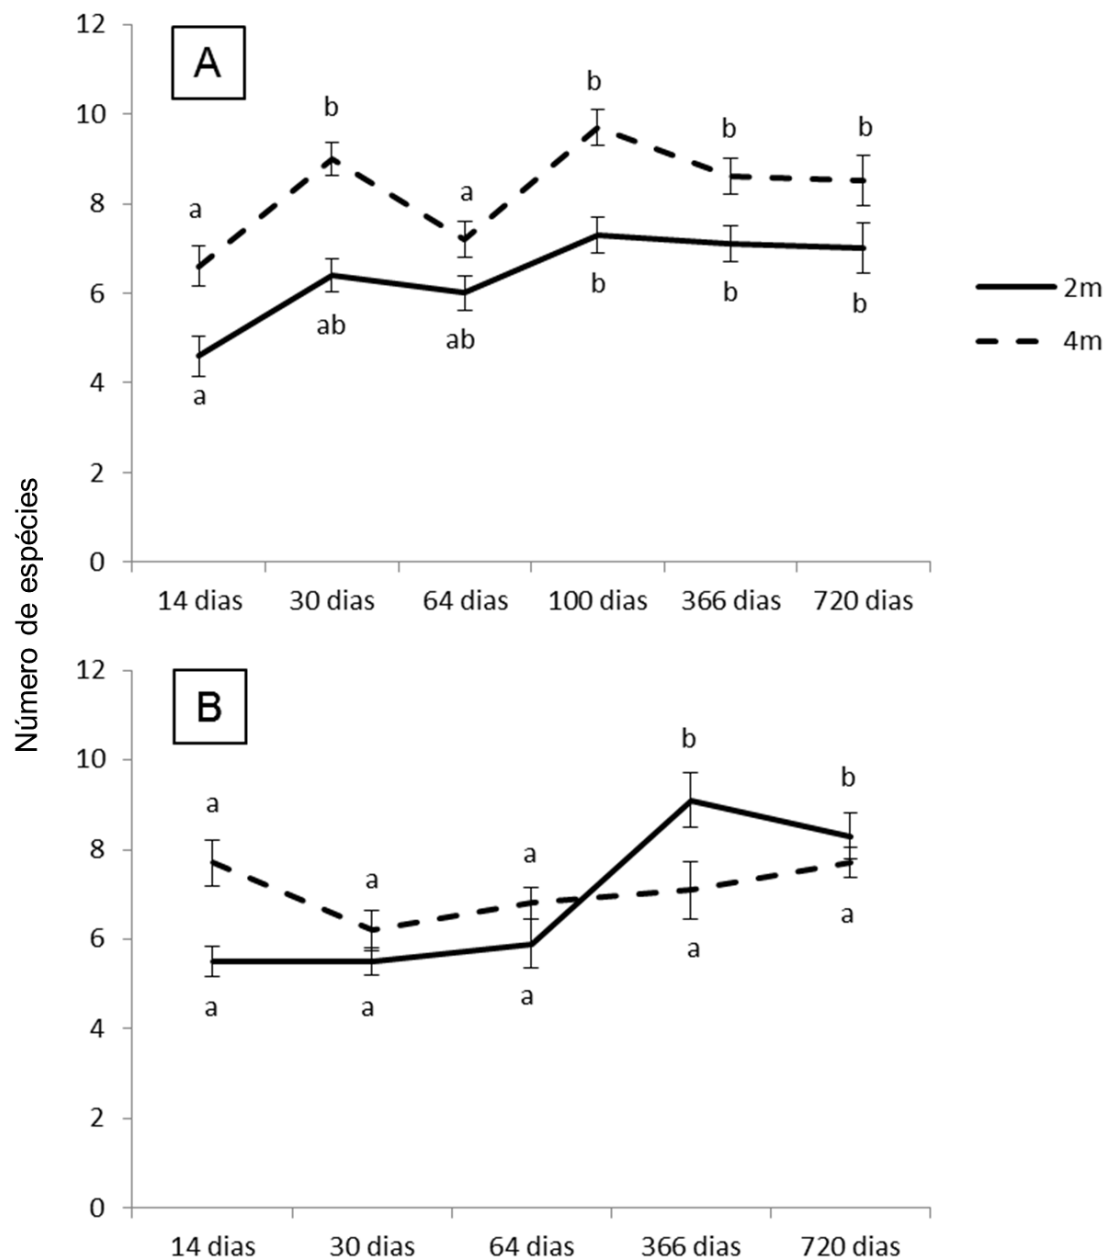 Número de espécies
12
A
10
8
6
4
2
0
a
b
a
b
b
b
a
ab
ab
b
b
b
14 dias 30 dias 64 dias 100 dias 366 dias 720 dias
2m
4m
12
B
10
8
6
4
2
0
a
a
a
b
b
a
a
a
a
a
14 dias 30 dias 64 dias 366 dias 720 dias